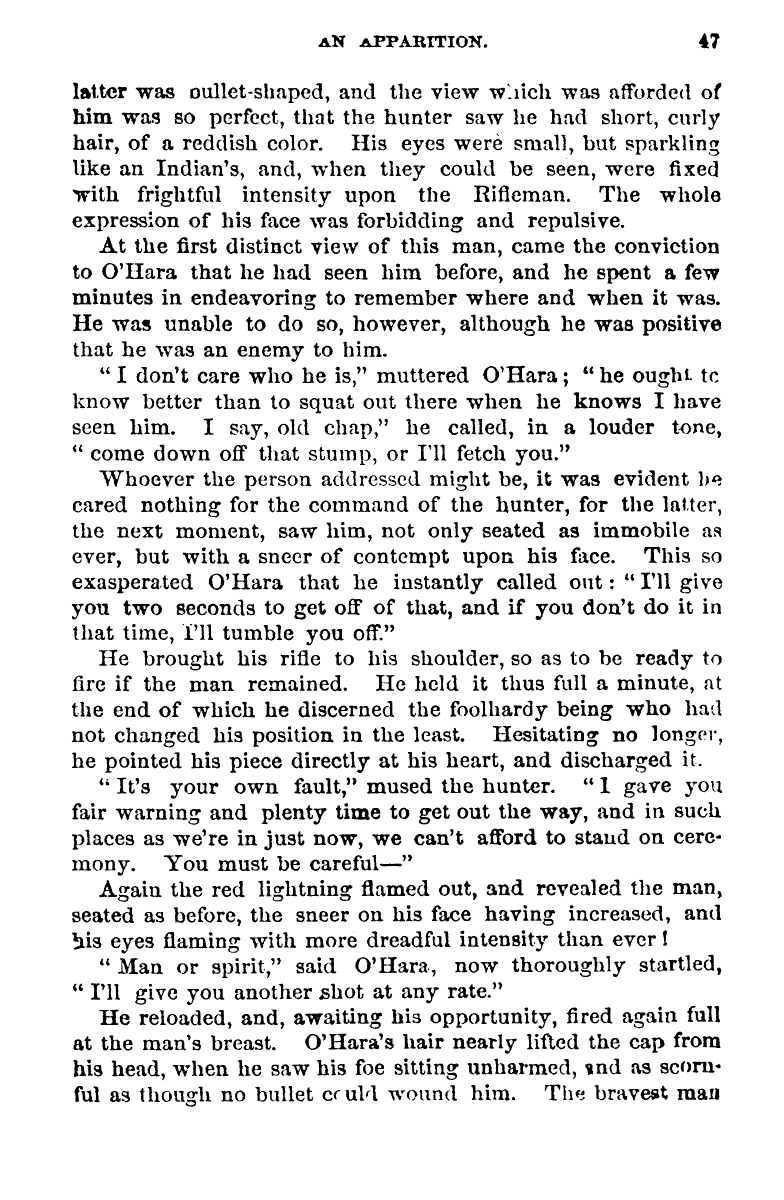 AN APPARITION. 47
latter was oullet-shaped, and the view which was afforded of
him was so perfect, that the hunter saw he had short, curly
hair, of a reddish color. His eyes werè small, but sparkling
like an Indian's, and, when they could be seen, were fixed
with frightful intensity upon the Rifleman. The whole
expression of his face was forbidding and repulsive.
At the first distinct view of this man, came the conviction
to O'Hara that he had seen him before, and he spent a few
minutes in endeavoring to remember where and when it was.
He was unable to do so, however, although he was positive
that he was an enemy to him.
“ I don't care who he is,” muttered O'Hara; “ he ought tc
know better than to squat out there when he knows I have
seen him. I say, old chap,” he called, in a louder tone,
“ come down off that stump, or I'll fetch you.”
Whoever the person addressed might be, it was evident he
cared nothing for the command of the hunter, for the latter,
the next moment, saw him, not only seated as immobile as
ever, but with a sneer of contempt upon his face. This so
exasperated O'Hara that he instantly called out : “ I'll give
you two seconds to get off of that, and if you don't do it in
that time, I'll tumble you off.”
He brought his rifle to his shoulder, so as to be ready to
fire if the man remained. He held it thus full a minute, at
the end of which he discerned the foolhardy being who had
not changed his position in the least. Hesitating no longer,
he pointed his piece directly at his heart, and discharged it.
“ It's your own fault,” mused the hunter. “ I gave you
fair warning and plenty time to get out the way, and in such
places as we're in just now, we can't afford to stand on cere-
mony. You must be careful—”
Again the red lightning flamed out, and revealed the man,
seated as before, the sneer on his face having increased, and
his eyes flaming with more dreadful intensity than ever !
“ Man or spirit,” said O'Hara, now thoroughly startled,
“ I'll give you another shot at any rate.”
He reloaded, and, awaiting his opportunity, fired again full
at the man's breast. O'Hara's hair nearly lifted the cap from
his head, when he saw his foe sitting unharmed, and as scorn-
ful as though no bullet could wound him. The bravest man